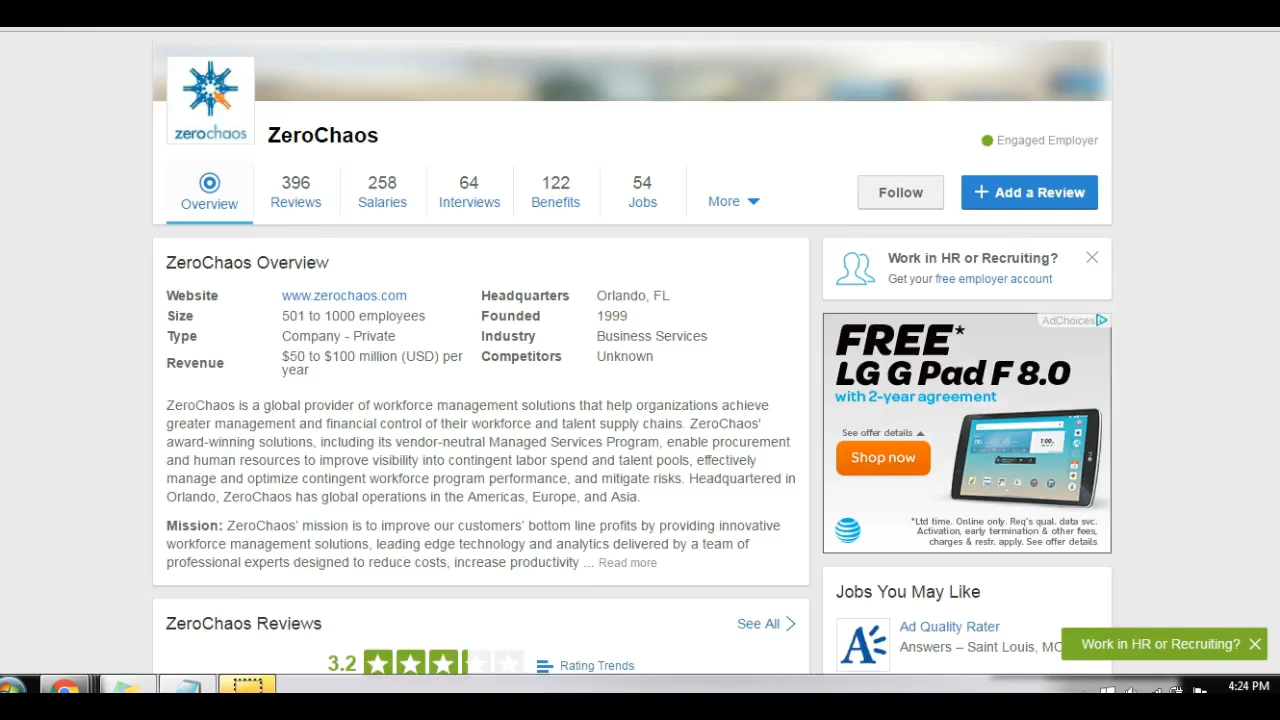 zerochaos
ZeroChaos
Engaged Employer
Overview
396
Reviews
258
Salaries
64
Interviews
122
Benefits
54
Jobs
More
Follow
+ Add a Review
ZeroChaos Overview
Website www.zerochaos.com Headquarters Orlando, FL
Size 501 to 1000 employees Founded 1999
Type Company - Private Industry Business Services
Revenue $50 to $100 million (USD) per Competitors Unknown
year
ZeroChaos is a global provider of workforce management solutions that help organizations achieve
greater management and financial control of their workforce and talent supply chains. ZeroChaos'
award-winning solutions, including its vendor-neutral Managed Services Program, enable procurement
and human resources to improve visibility into contingent labor spend and talent pools, effectively
manage and optimize contingent workforce program performance, and mitigate risks. Headquartered in
Orlando, ZeroChaos has global operations in the Americas, Europe, and Asia.
Mission: ZeroChaos' mission is to improve our customers' bottom line profits by providing innovative
workforce management solutions, leading edge technology and analytics delivered by a team of
professional experts designed to reduce costs, increase productivity ... Read more
ZeroChaos Reviews
See All
3.2
Rating Trends
Work in HR or Recruiting?
Get your free employer account
AdChoices
FREE*
LG G Pad F 8.0
with 2-year agreement
See offer details
Shop now
1:00
*Ltd time. Online only. Req's qual. data svc.
Activation, early termination & other fees,
charges & restr. apply. See offer details
Jobs You May Like
A
Ad Quality Rater
Answers – Saint Louis, MO
Work in HR or Recruiting?
4:24 PM